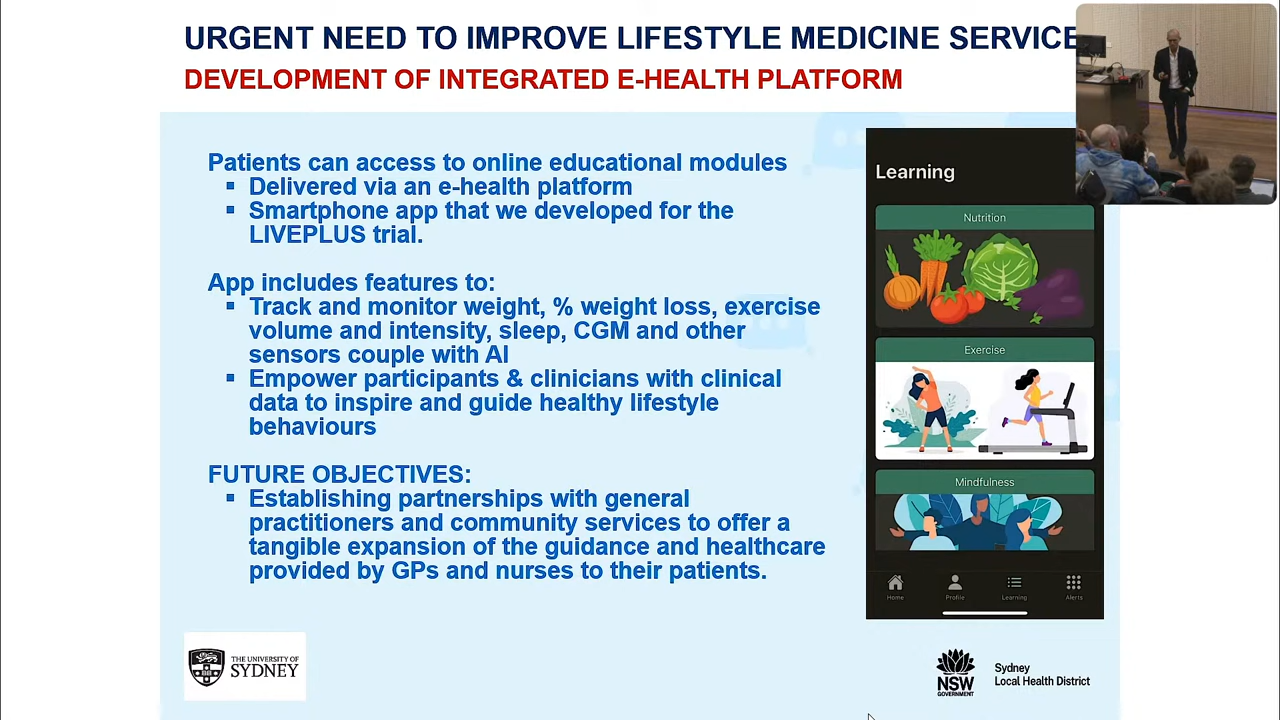 URGENT NEED TO IMPROVE LIFESTYLE MEDICINE SERVICE
DEVELOPMENT OF INTEGRATED E-HEALTH PLATFORM
Patients can access to online educational modules
▪ Delivered via an e-health platform
▪ Smartphone app that we developed for the
LIVEPLUS trial.
App includes features to:
▪ Track and monitor weight, % weight loss, exercise
volume and intensity, sleep, CGM and other
sensors couple with AI
▪ Empower participants & clinicians with clinical
data to inspire and guide healthy lifestyle
behaviours
FUTURE OBJECTIVES:
▪ Establishing partnerships with general
practitioners and community services to offer a
tangible expansion of the guidance and healthcare
provided by GPs and nurses to their patients.
Learning
Nutrition
Exercise
Mindfulness
Home Profile Learning Alerts
THE UNIVERSITY OF
SYDNEY
NSW
GOVERNMENT
Sydney
Local Health District